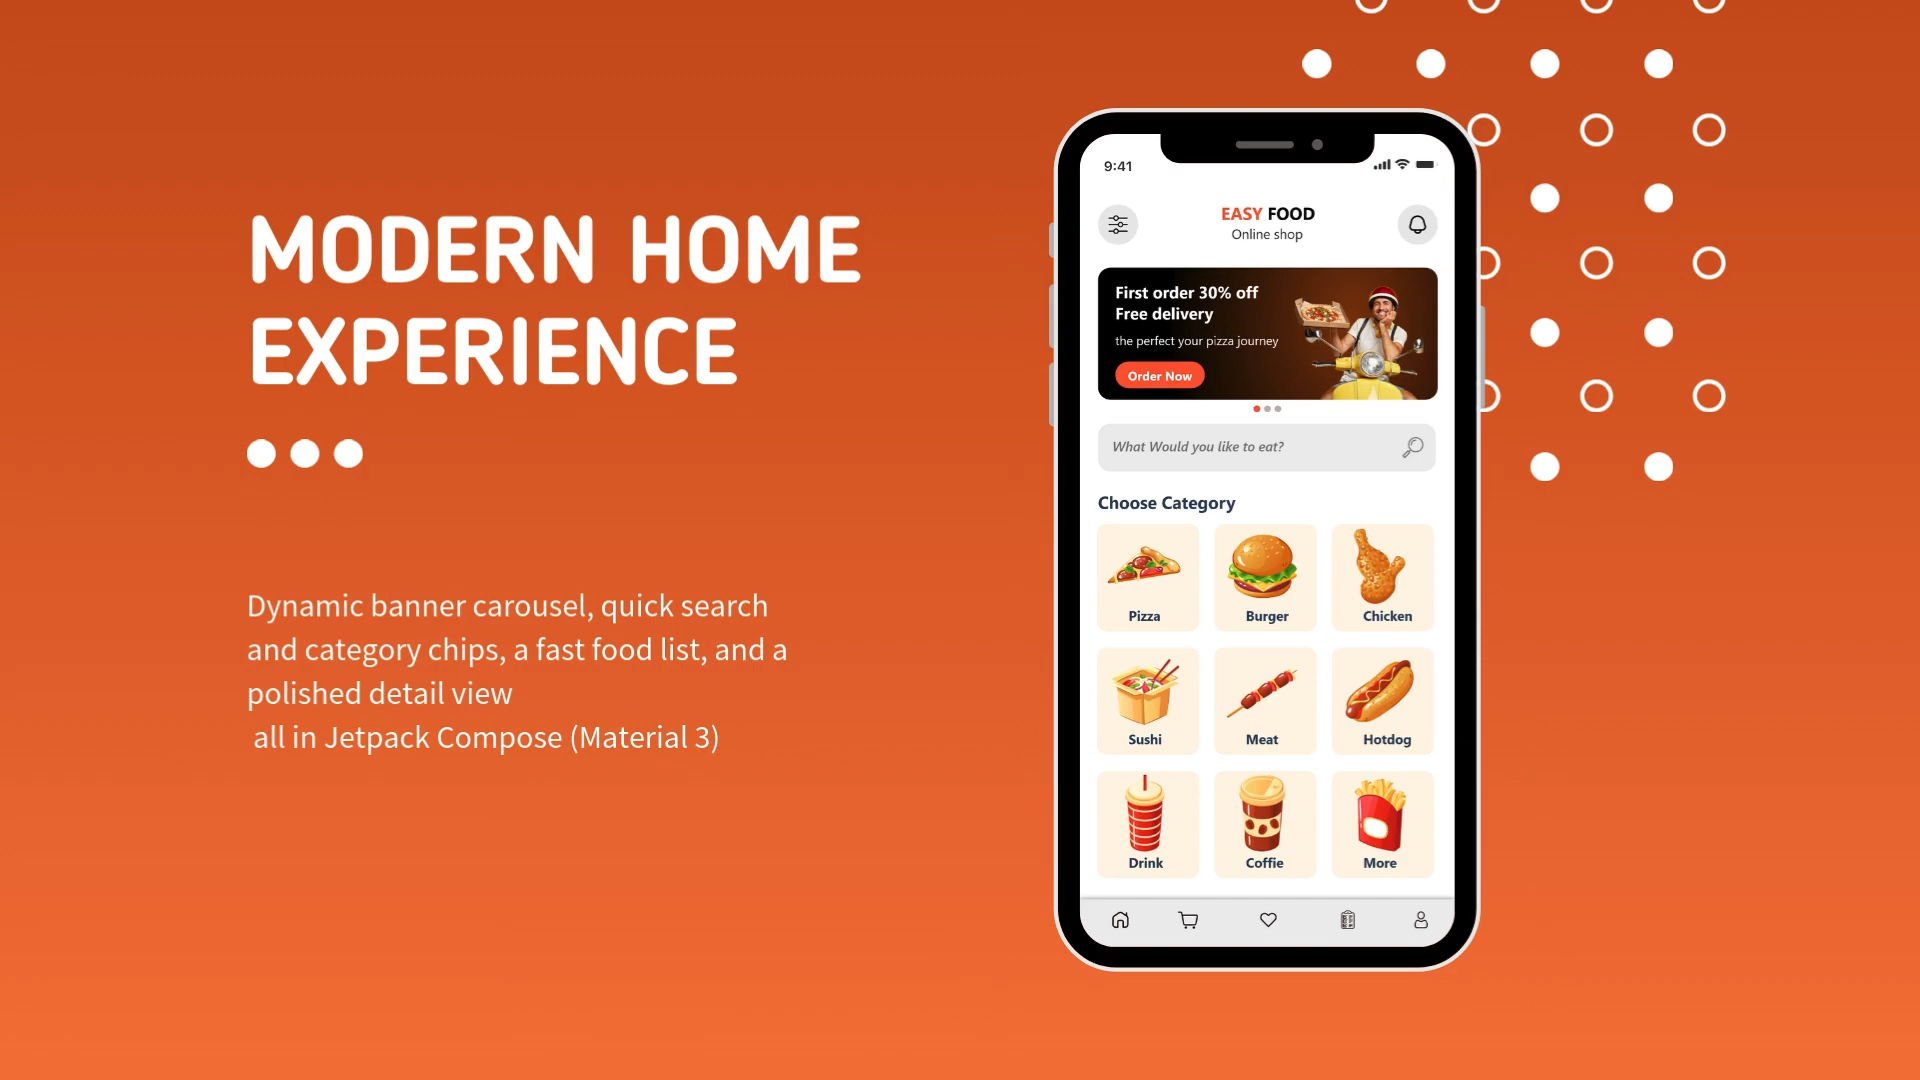 MODERN HOME
EXPERIENCE
Dynamic banner carousel, quick search
and category chips, a fast food list, and a
polished detail view
all in Jetpack Compose (Material 3)
9:41
EASY FOOD
Online shop
First order 30% off
Free delivery
the perfect your pizza journey
Order Now
What Would you like to eat?
Choose Category
Pizza Burger Chicken
Sushi Meat Hotdog
Drink Coffie More